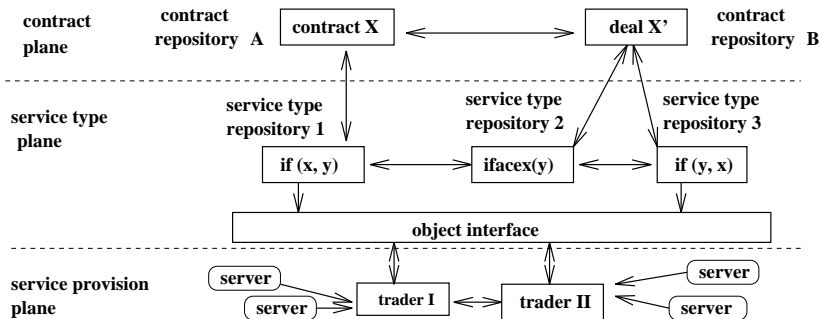 contract plane
contract repository A
contract X
deal X’
contract repository B
service type plane
service type repository 1
service type repository 2
service type repository 3
if (x, y)
ifacex(y)
if (y, x)
object interface
service provision plane
server
server
trader I
trader II
server
server